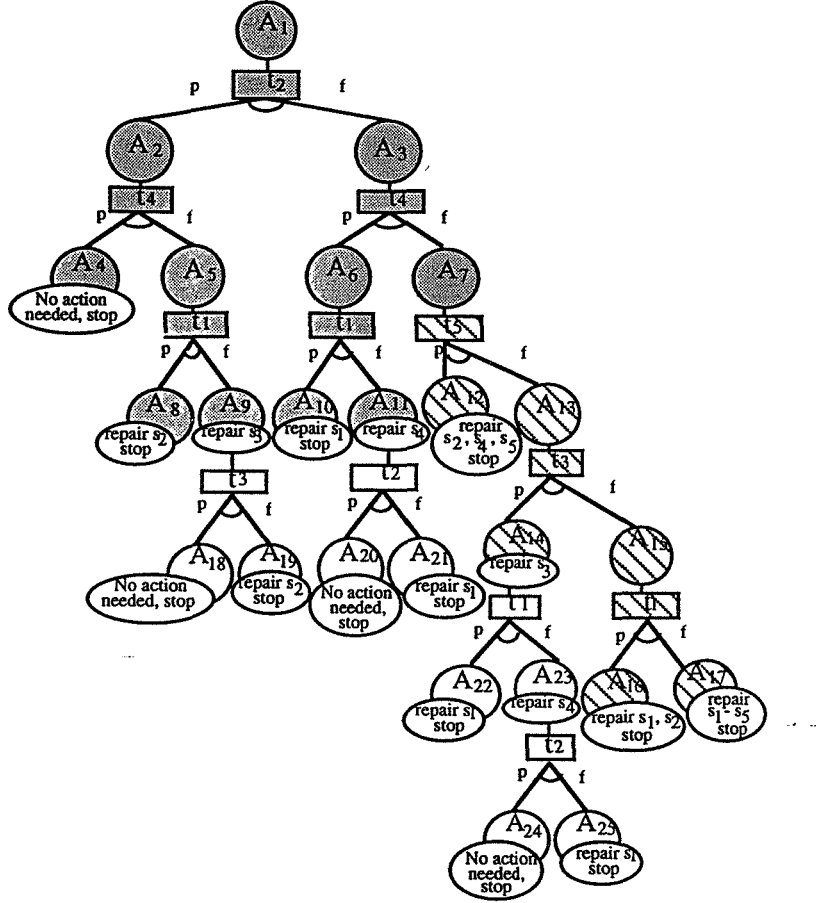 A1
t2
p f
A2 A3
t4 t4
p f p f
A4 A5 A6 A7
No action
needed, stop
t1 t1 t5
p f p f p f
A8 A9 A10 A11 A12 A13
repair s2
stop
repair s3
repair s1
stop
repair s4
repair
s2, s4, s5
stop
t3 t2 t3
p f p f p f
A18 A19 A20 A21 A14 A15
No action
needed, stop
repair s2
stop
No action
needed,
stop
repair s1
stop
repair s3
t1 t1
p f p f
A22 A23 A16 A17
repair s1
stop
repair s4
repair s1, s2
stop
repair
s1- s5
stop
t2
p f
A24 A25
No action
needed,
stop
repair s1
stop